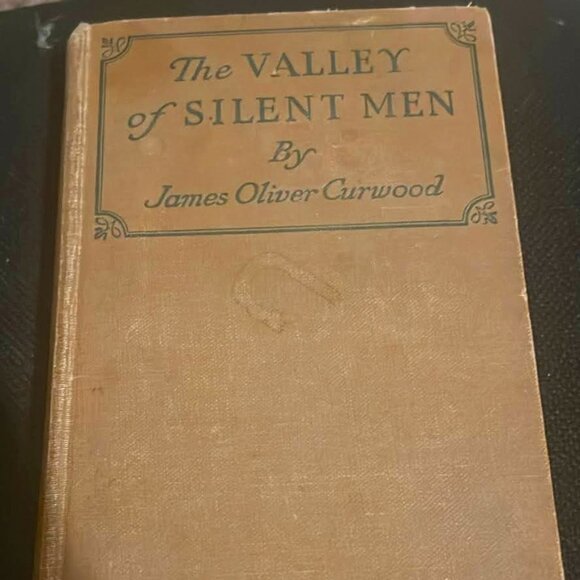 The VALLEY
of SILENT MEN
By
James Oliver Curwood